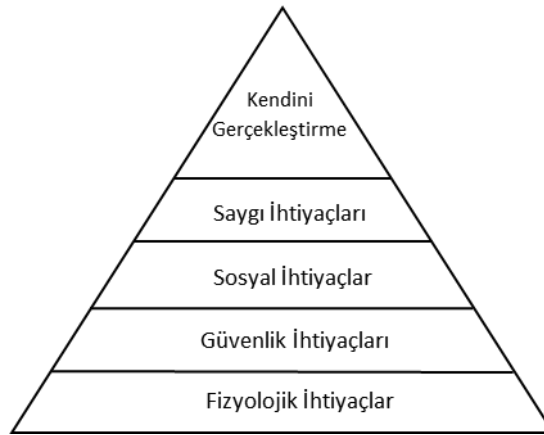 Kendini
Gerçekleştirme
Saygı İhtiyaçları
Sosyal İhtiyaçlar
Güvenlik İhtiyaçları
Fizyolojik İhtiyaçlar